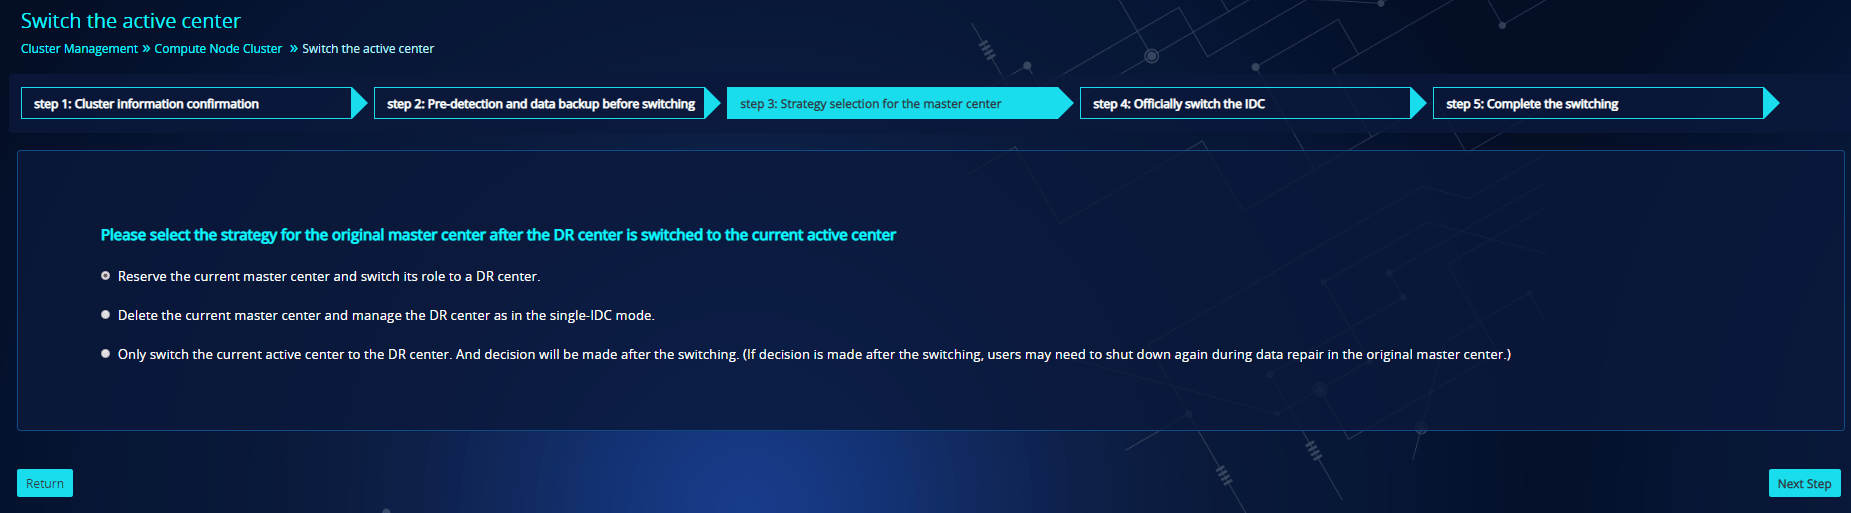 Switch the active center
Cluster Management » Compute Node Cluster » Switch the active center
step 1: Cluster information confirmation
step 2: Pre-detection and data backup before switching
step 3: Strategy selection for the master center
step 4: Officially switch the IDC
step 5: Complete the switching
Please select the strategy for the original master center after the DR center is switched to the current active center
Reserve the current master center and switch its role to a DR center.
Delete the current master center and manage the DR center as in the single-IDC mode.
Only switch the current active center to the DR center. And decision will be made after the switching. (If decision is made after the switching, users may need to shut down again during data repair in the original master center.)
Return
Next Step